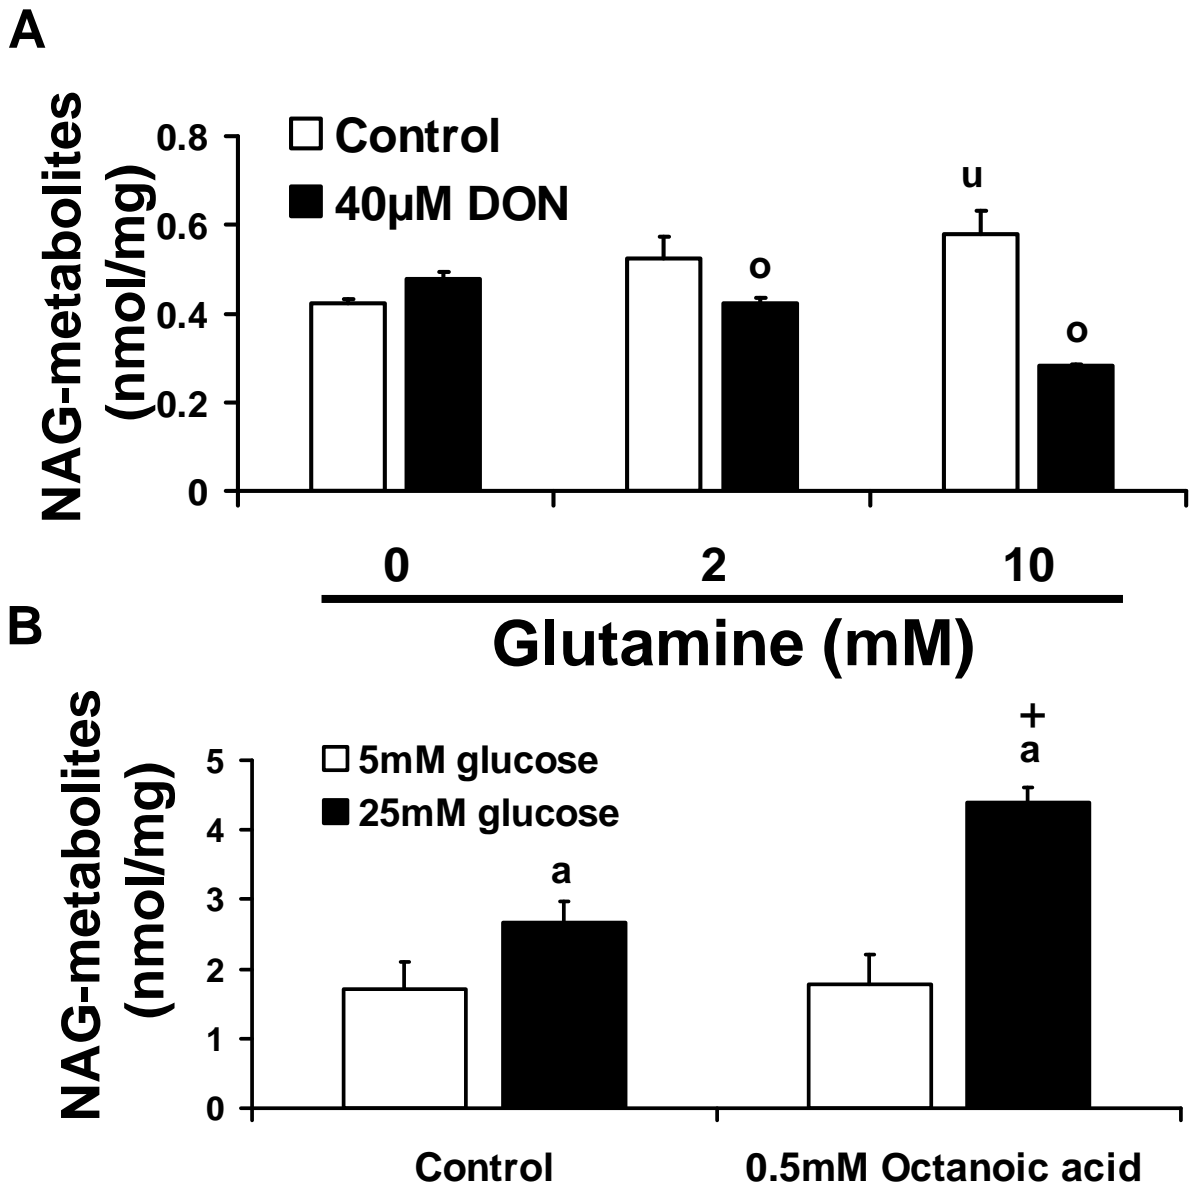 A
NAG-metabolites
(nmol/mg)
0.8
0.6
0.4
0.2
0
Control
40µM DON
o
u
o
0
2
10
Glutamine (mM)
B
NAG-metabolites
(nmol/mg)
5
4
3
2
1
0
5mM glucose
25mM glucose
a
+
a
Control
0.5mM Octanoic acid